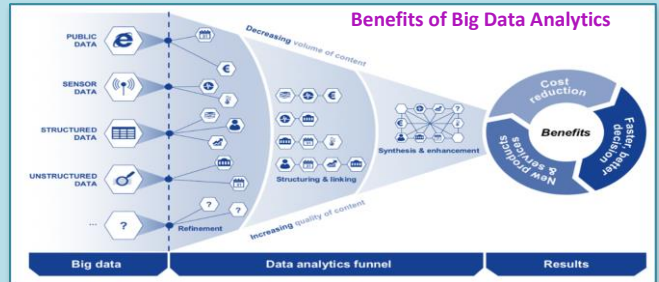 Benefits of Big Data Analytics
PUBLIC
DATA
SENSOR
DATA
STRUCTURED
DATA
UNSTRUCTURED
DATA
...
?
Refinement
Decreasing volume of content
Structuring & linking
Increasing quality of content
Synthesis & enhancement
Cost
reduction
Faster, better
decision
New products
& services
Benefits
Big data
Data analytics funnel
Results